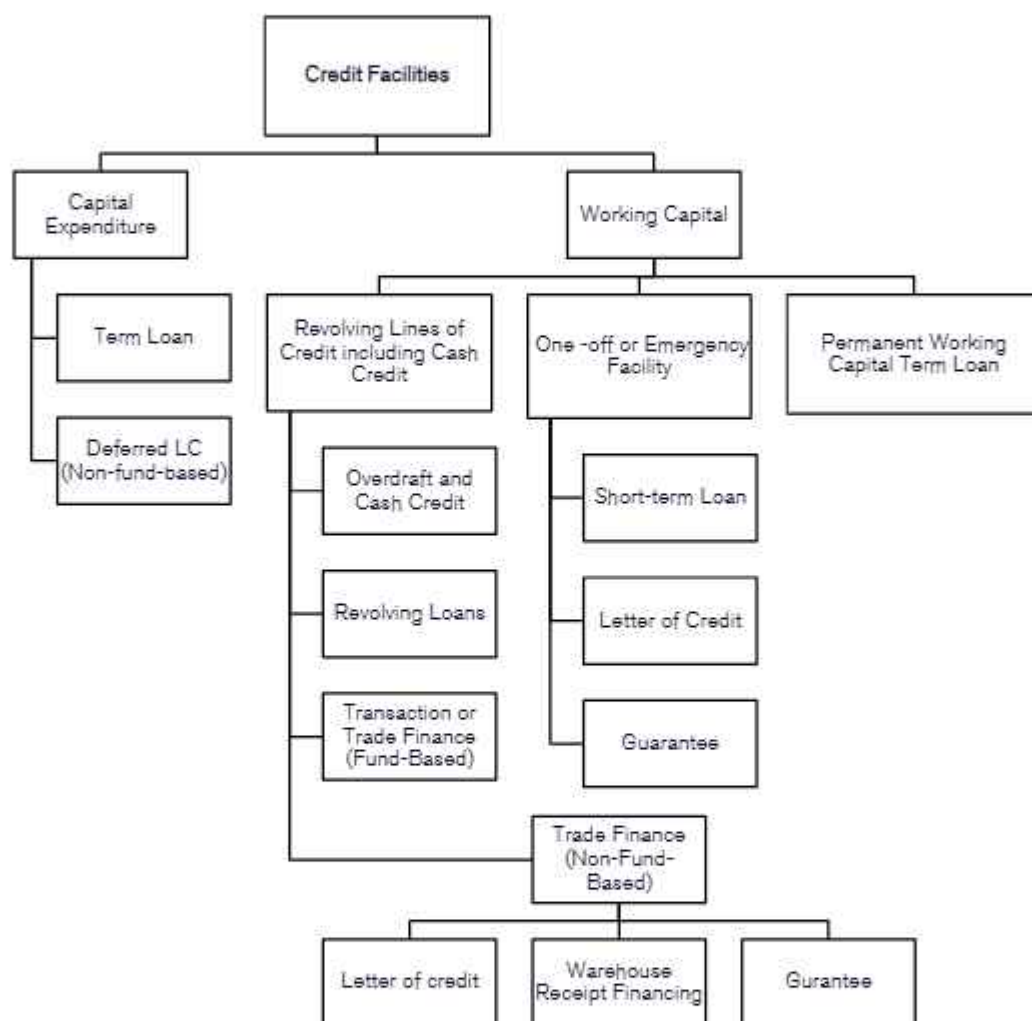 Credit Facilities
Capital
Expenditure
Working Capital
Term Loan
Deferred LC
(Non-fund-based)
Revolving Lines of
Credit including Cash
Credit
One -off or Emergency
Facility
Permanent Working
Capital Term Loan
Overdraft and
Cash Credit
Revolving Loans
Transaction or
Trade Finance
(Fund-Based)
Short-term Loan
Letter of Credit
Guarantee
Trade Finance
(Non-Fund-
Based)
Letter of credit
Warehouse
Receipt Financing
Gurantee